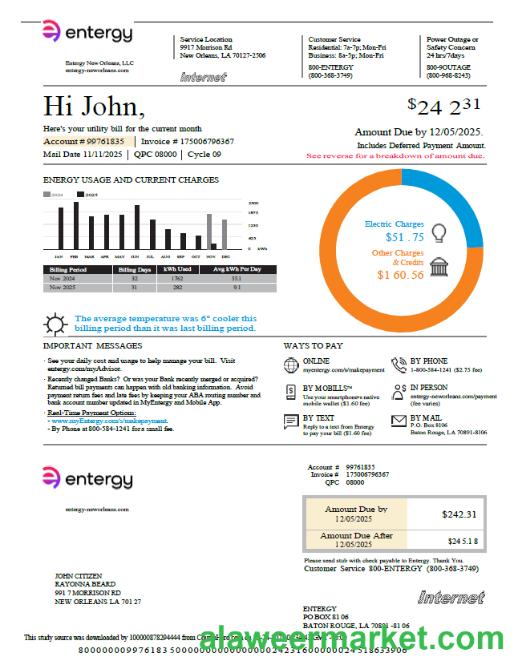 entergy
Entergy New Orleans, LLC
entergy-neworleans.com
Service Location
9917 Morrison Rd
New Orleans, LA 70127-2506
Internet
Customer Service
Residential: 7a-7p; Mon-Fri
Business: 8a-5p; Mon-Fri
800-ENTERGY
(800-368-3749)
Power Outage or
Safety Concern
24 hrs/7days
800-9OUTAGE
(800-968-8243)
Hi John,
Here's your utility bill for the current month
Account # 99761835 | Invoice # 175006796367
Mail Date 11/11/2025 | QPC 08000 | Cycle 09
$24 2 31
Amount Due by 12/05/2025.
Includes Deferred Payment Amount.
See reverse for a breakdown of amount due.
ENERGY USAGE AND CURRENT CHARGES
2024 2025
2500
1875
1250
625
0 kWh
JAN FEB MAR APR MAY JUN JUL AUG SEP OCT NOV DEC
Billing Period Billing Days kWh Used Avg kWh Per Day
Nov 2024 32 1762 55.1
Nov 2025 31 282 9.1
The average temperature was 6° cooler this
billing period than it was last billing period.
Electric Charges
$51 .75
Other Charges
& Credits
$1 60.56
IMPORTANT MESSAGES
· See your daily cost and usage to help manage your bill. Visit
entergy.com/myAdvisor.
· Recently changed Banks? Or was your Bank recently merged or acquired?
Returned bill payments can happen with old banking information. Avoid
payment return fees and late fees by keeping your ABA routing number and
bank account number updated in MyEntergy and Mobile App.
· Real-Time Payment Options:
- www.myEntergy.com/s/makepayment.
- By Phone at 800-584-1241 for a small fee.
WAYS TO PAY
ONLINE
myentergy.com/s/makepayment
BY PHONE
1-800-584-1241 ($2.75 fee)
BY MOBILE™
Use your smartphone's native
mobile wallets ($1.60 fee)
IN PERSON
entergy-neworleans.com/payment
(fee varies)
BY TEXT
Reply to a text from Entergy
to pay your bill ($1.60 fee)
BY MAIL
P.O. Box 8106
Baton Rouge, LA 70891-8106
entergy
entergy-neworleans.com
Account # 99761835
Invoice # 175006796367
QPC 08000
Amount Due by
12/05/2025
$242.31
Amount Due After
12/05/2025
$24 5.1 8
Please send stub with check payable to Entergy. Thank You.
Customer Service 800-ENTERGY (800-368-3749)
JOHN CITIZEN
RAYONNA BEARD
991 7 MORRISON RD
NEW ORLEANS LA 701 27
Internet
ENTERGY
PO BOX 81 06
BATON ROUGE, LA 70891 -81 06
This study source was downloaded by 100000878294444 from
alaweenmarket.com